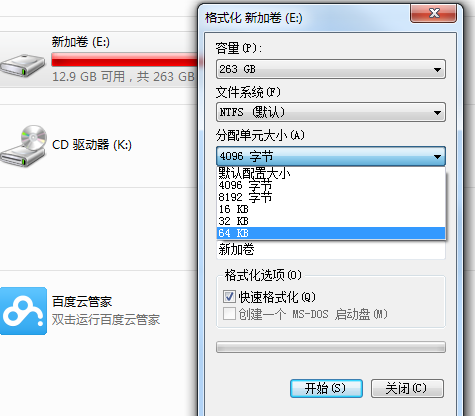 新加卷 (E:)
12.9 GB 可用，共 263 GB
CD 驱动器 (K:)
百度云管家
双击运行百度云管家
格式化 新加卷 (E:)
容量(P):
263 GB
文件系统(F)
NTFS (默认)
分配单元大小(A)
4096 字节
默认配置大小
4096 字节
8192 字节
16 KB
32 KB
64 KB
新加卷
格式化选项(O)
快速格式化(Q)
创建一个 MS-DOS 启动盘(M)
开始(S)
关闭(C)